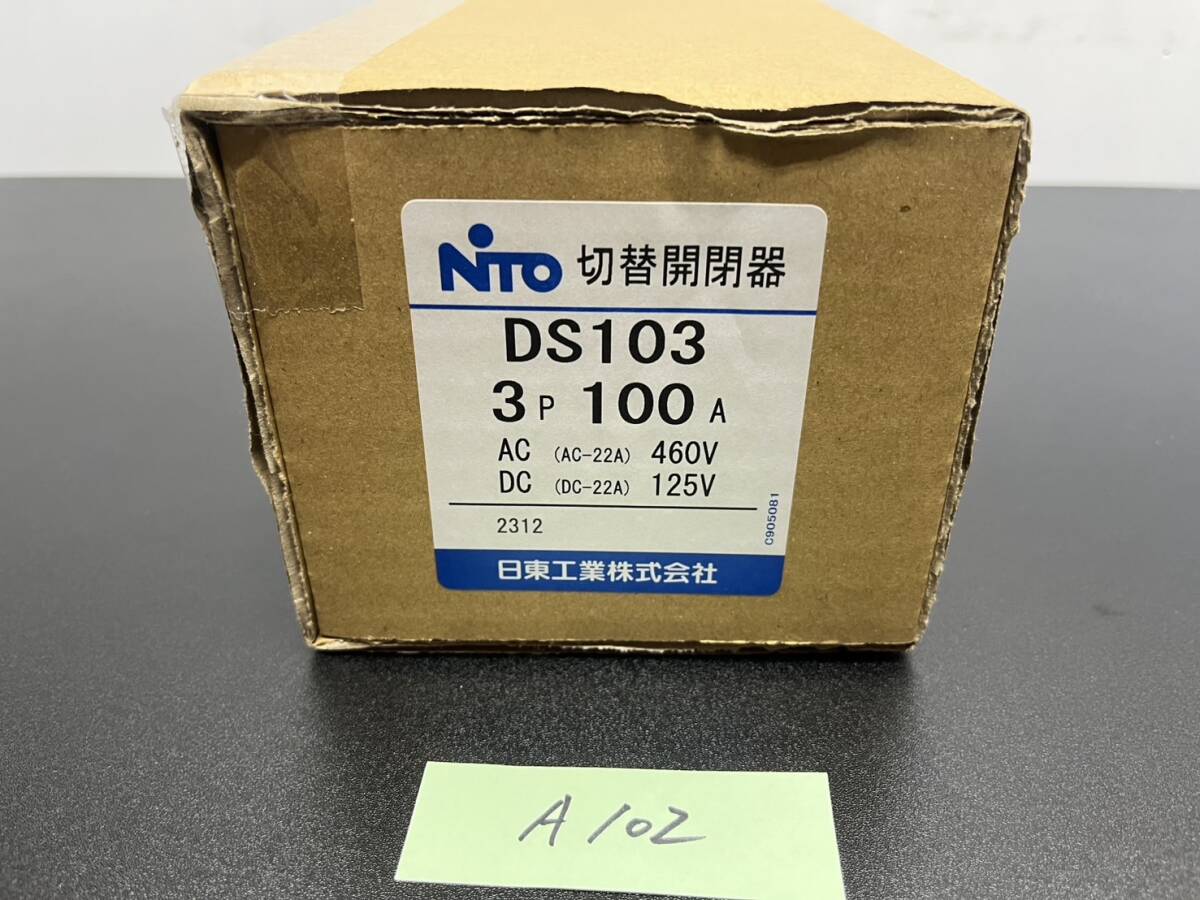 NiTO 切替開閉器
DS103
3P 100A
AC (AC-22A) 460V
DC (DC-22A) 125V
2312
C905081
日東工業株式会社
A102